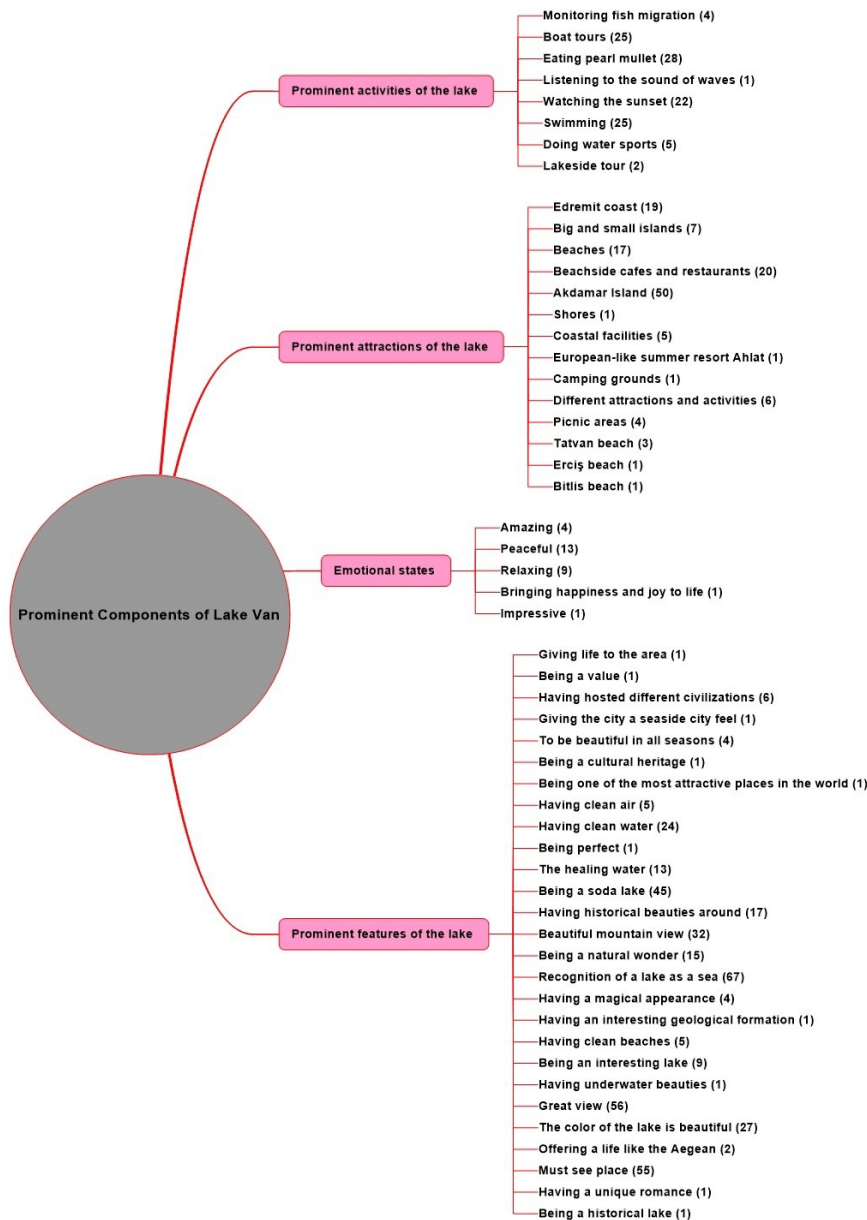 Prominent Components of Lake Van
Prominent activities of the lake
Monitoring fish migration (4)
Boat tours (25)
Eating pearl mullet (28)
Listening to the sound of waves (1)
Watching the sunset (22)
Swimming (25)
Doing water sports (5)
Lakeside tour (2)
Prominent attractions of the lake
Edremit coast (19)
Big and small islands (7)
Beaches (17)
Beachside cafes and restaurants (20)
Akdamar Island (50)
Shores (1)
Coastal facilities (5)
European-like summer resort Ahlat (1)
Camping grounds (1)
Different attractions and activities (6)
Picnic areas (4)
Tatvan beach (3)
Erciş beach (1)
Bitlis beach (1)
Emotional states
Amazing (4)
Peaceful (13)
Relaxing (9)
Bringing happiness and joy to life (1)
Impressive (1)
Prominent features of the lake
Giving life to the area (1)
Being a value (1)
Having hosted different civilizations (6)
Giving the city a seaside city feel (1)
To be beautiful in all seasons (4)
Being a cultural heritage (1)
Being one of the most attractive places in the world (1)
Having clean air (5)
Having clean water (24)
Being perfect (1)
The healing water (13)
Being a soda lake (45)
Having historical beauties around (17)
Beautiful mountain view (32)
Being a natural wonder (15)
Recognition of a lake as a sea (67)
Having a magical appearance (4)
Having an interesting geological formation (1)
Having clean beaches (5)
Being an interesting lake (9)
Having underwater beauties (1)
Great view (56)
The color of the lake is beautiful (27)
Offering a life like the Aegean (2)
Must see place (55)
Having a unique romance (1)
Being a historical lake (1)